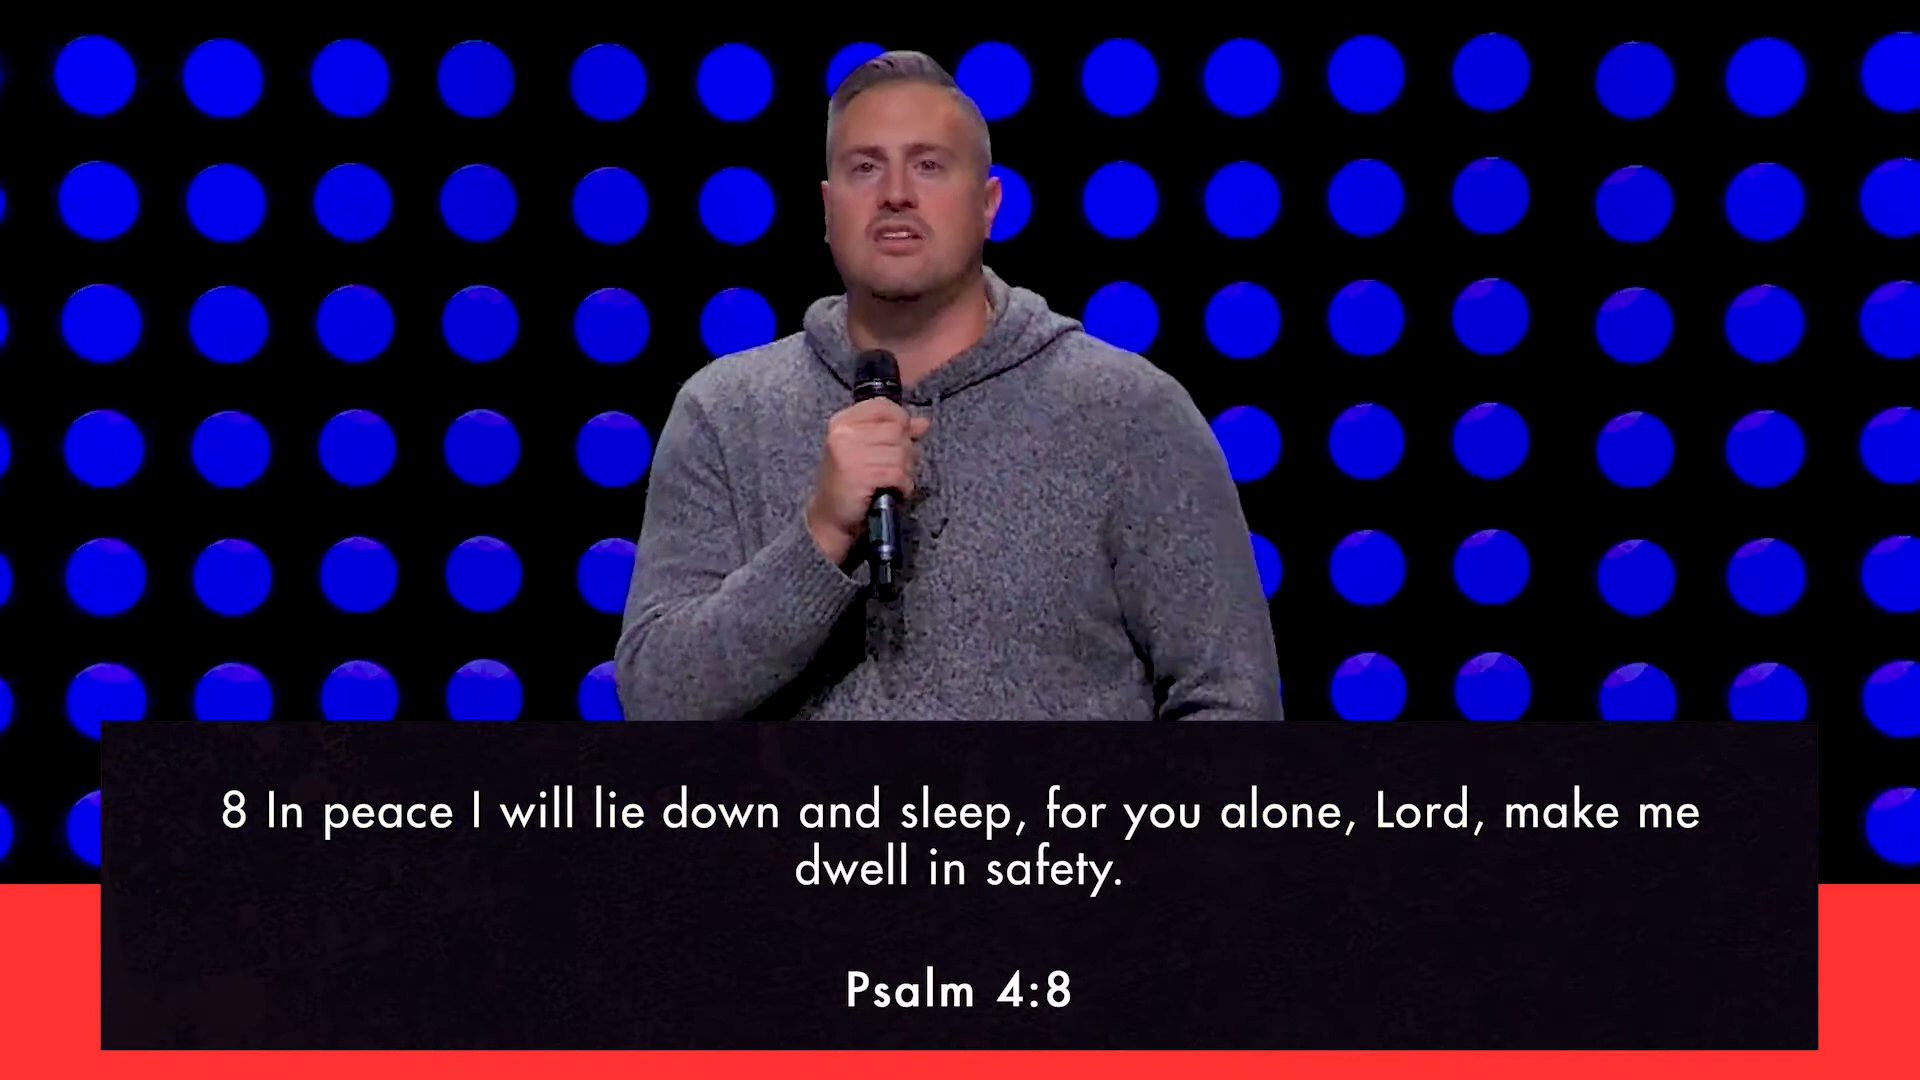 8 In peace I will lie down and sleep, for you alone, Lord, make me
dwell in safety.
Psalm 4:8